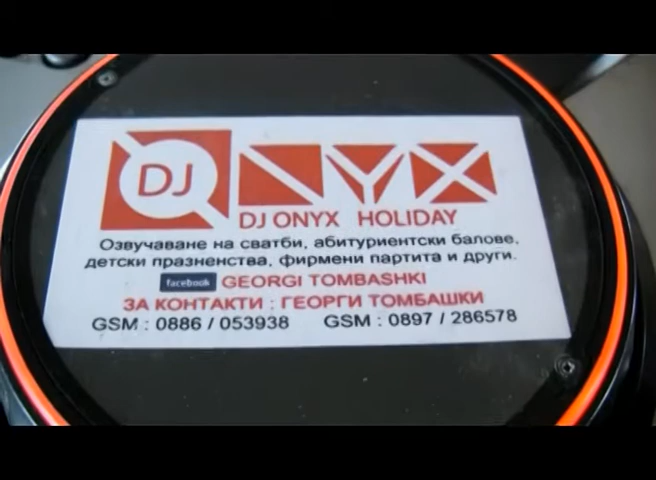 DJ ONYX
DJ ONYX HOLIDAY
Озвучаване на сватби, абитуриентски балове,
детски празненства, фирмени партита и други.
facebook GEORGI TOMBASHKI
ЗА КОНТАКТИ : ГЕОРГИ ТОМБАШКИ
GSM : 0886 / 053938 GSM : 0897 / 286578